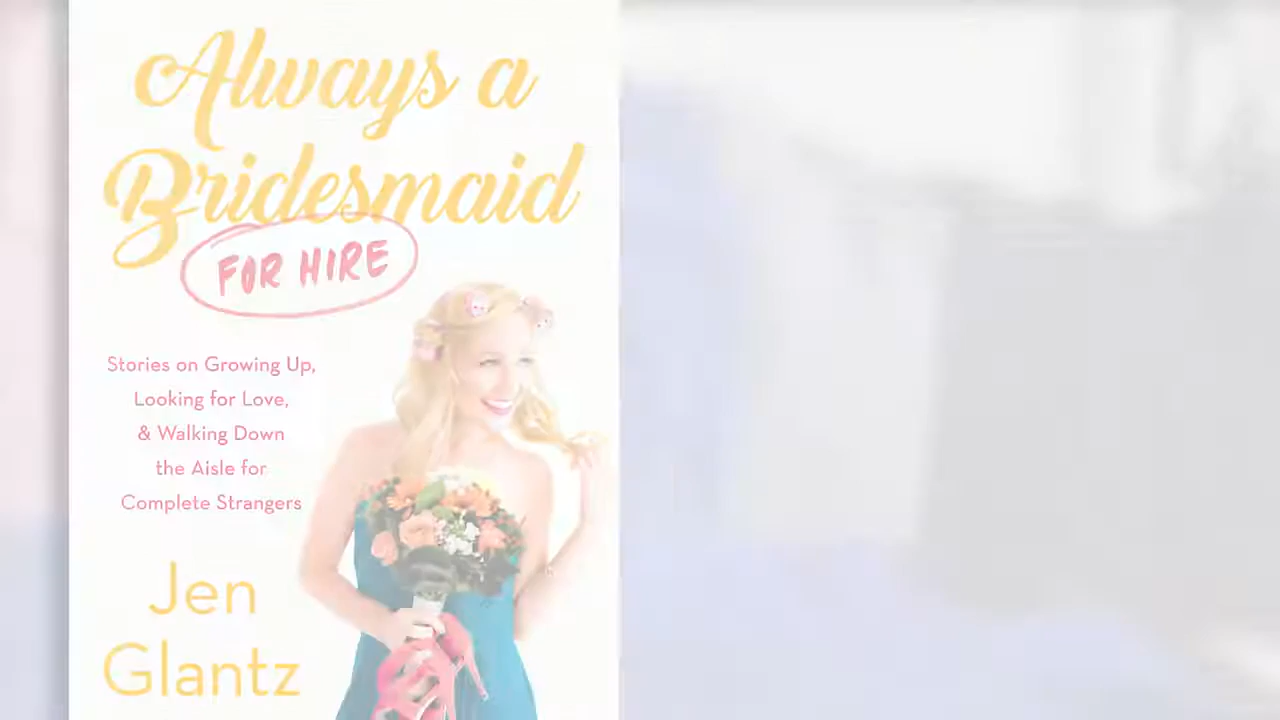 Always a
Bridesmaid
FOR HIRE
Stories on Growing Up,
Looking for Love,
& Walking Down
the Aisle for
Complete Strangers
Jen
Glantz